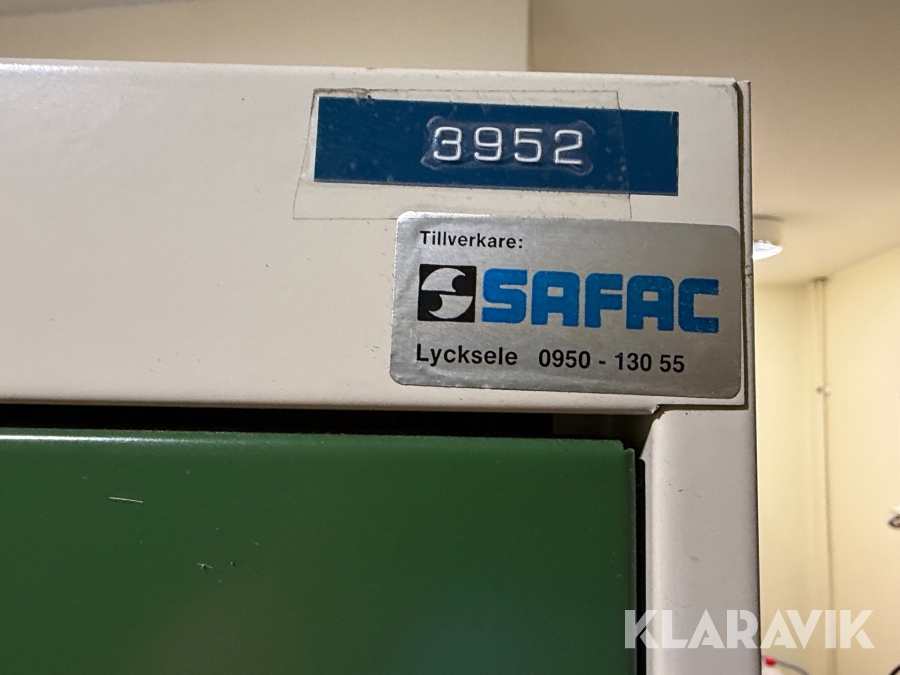 3952
Tillverkare:
SAFAC
Lycksele 0950 - 130 55
KLARAVIK